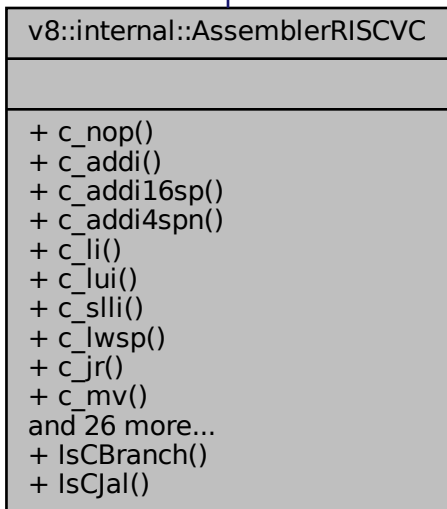 v8::internal::AssemblerRISCVC
+ c_nop()
+ c_addi()
+ c_addi16sp()
+ c_addi4spn()
+ c_li()
+ c_lui()
+ c_slli()
+ c_lwsp()
+ c_jr()
+ c_mv()
and 26 more...
+ IsCBranch()
+ IsCJal()